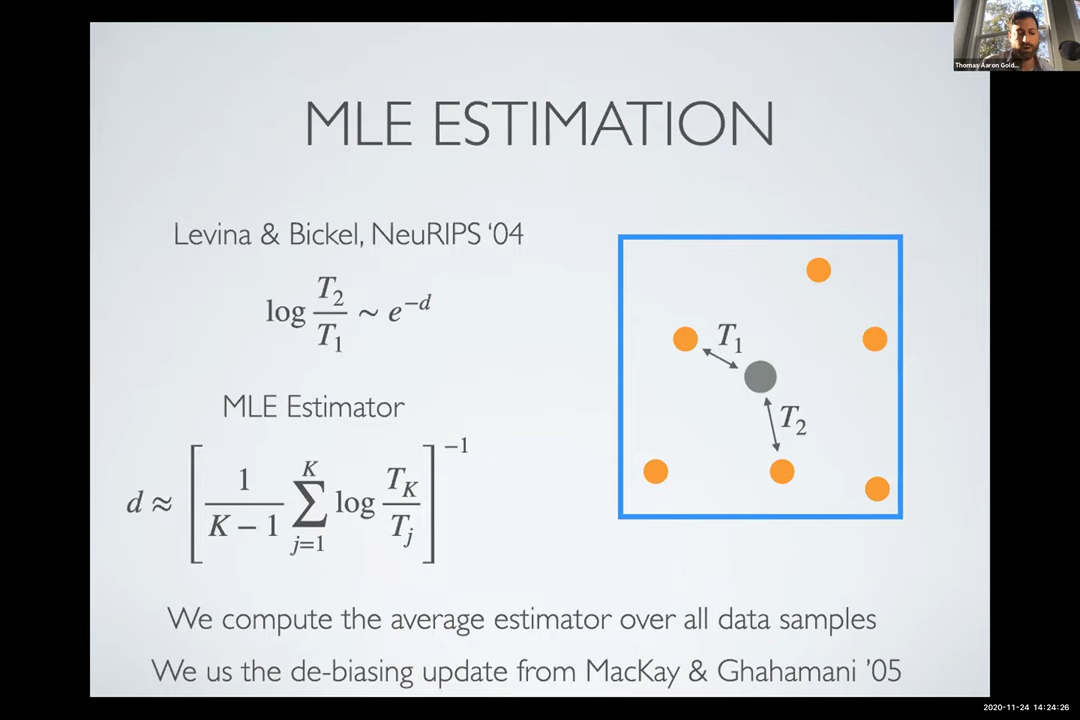 Thomas Aaron Gold...
MLE ESTIMATION
Levina & Bickel, NeuRIPS '04
log T₂/T₁ ~ e^{-d}
MLE Estimator
d ≈ [1/(K − 1) ∑_{j=1}^{K} log T_K/T_j]^{−1}
T₁
T₂
We compute the average estimator over all data samples
We us the de-biasing update from MacKay & Ghahamani '05
2020-11-24 14:24:26